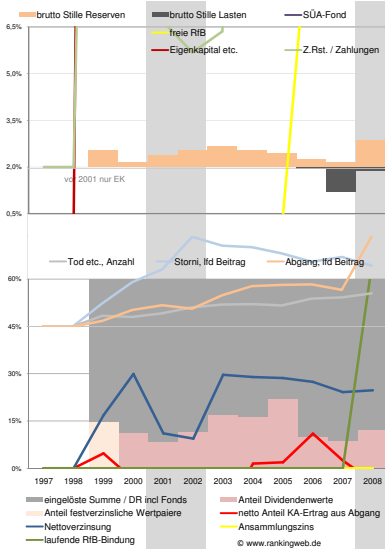 brutto Stille Reserven
brutto Stille Lasten
SÜA-Fond
freie RfB
Eigenkapital etc.
Z.Rst. / Zahlungen
6,5%
5,0%
3,5%
2,0%
0,5%
vor 2001 nur EK
Tod etc., Anzahl
Storni, lfd Beitrag
Abgang, lfd Beitrag
60%
45%
30%
15%
0%
1997 1998 1999 2000 2001 2002 2003 2004 2005 2006 2007 2008
eingelöste Summe / DR incl Fonds
Anteil Dividendenwerte
Anteil festverzinsliche Wertpaiere
netto Anteil KA-Ertrag aus Abgang
Nettoverzinsung
Ansammlungszins
laufende RfB-Bindung
© www.rankingweb.de